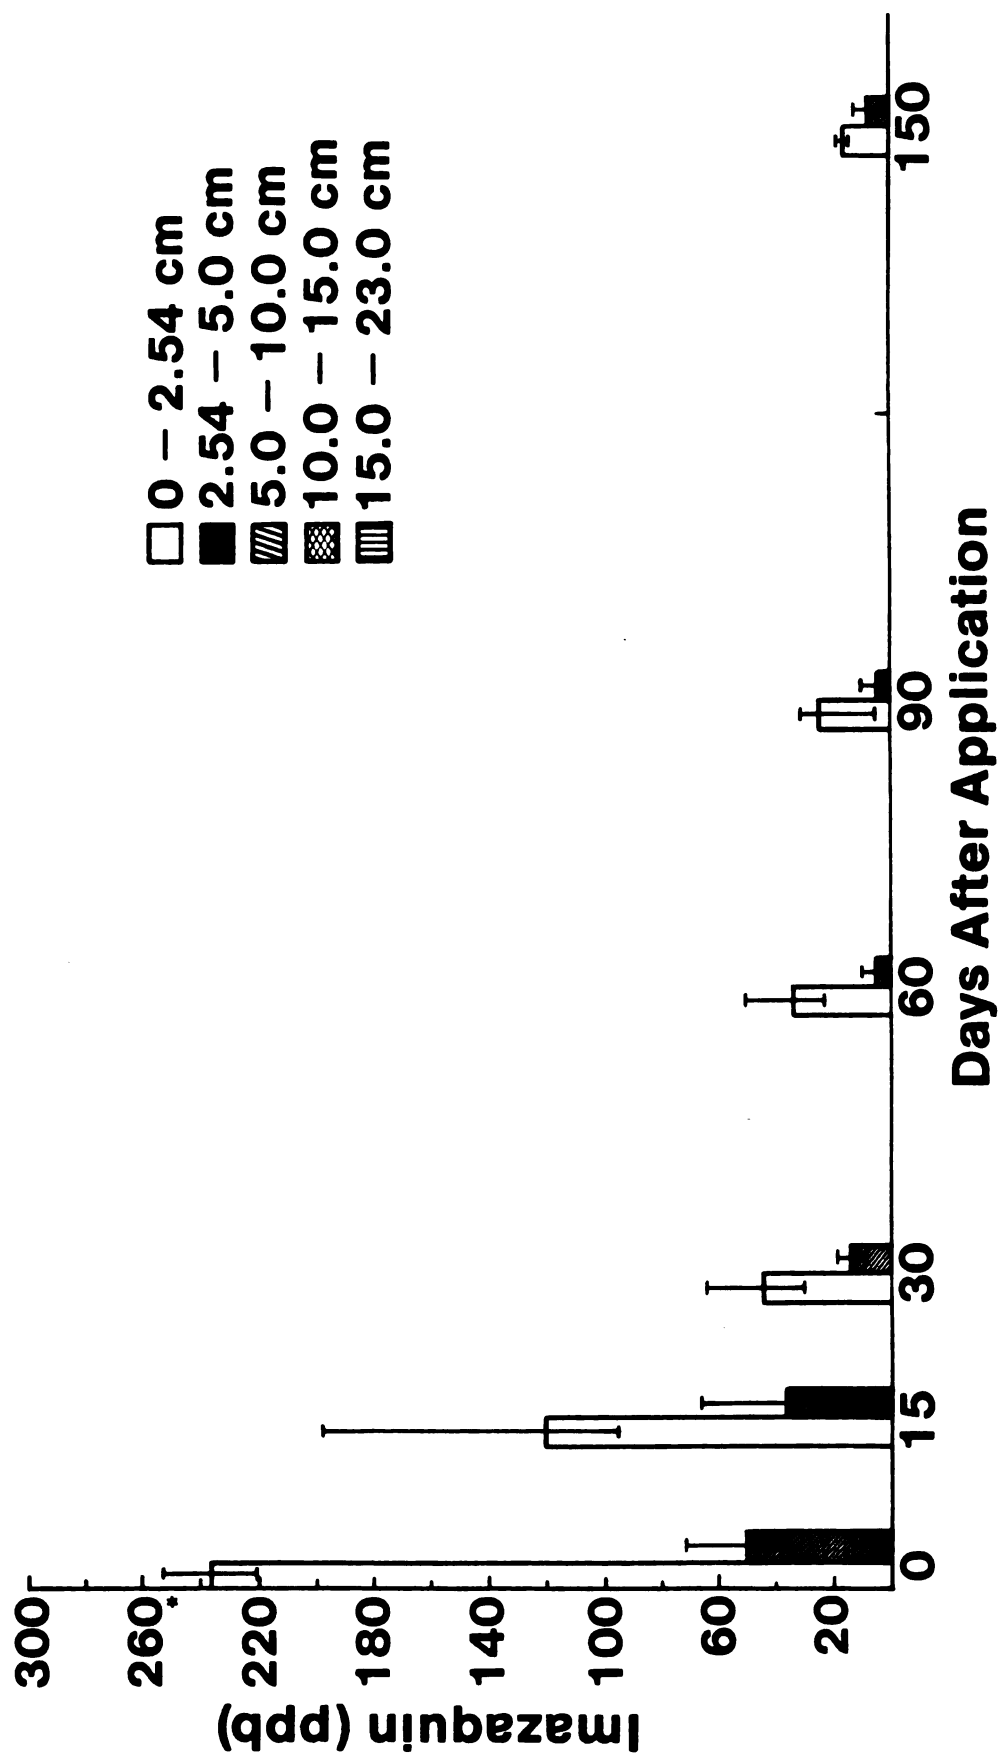 Imazaquin (ppb)
300
260*
220
180
140
100
60
20
0 – 2.54 cm
2.54 – 5.0 cm
5.0 – 10.0 cm
10.0 – 15.0 cm
15.0 – 23.0 cm
0 15 30 60 90 150
Days After Application